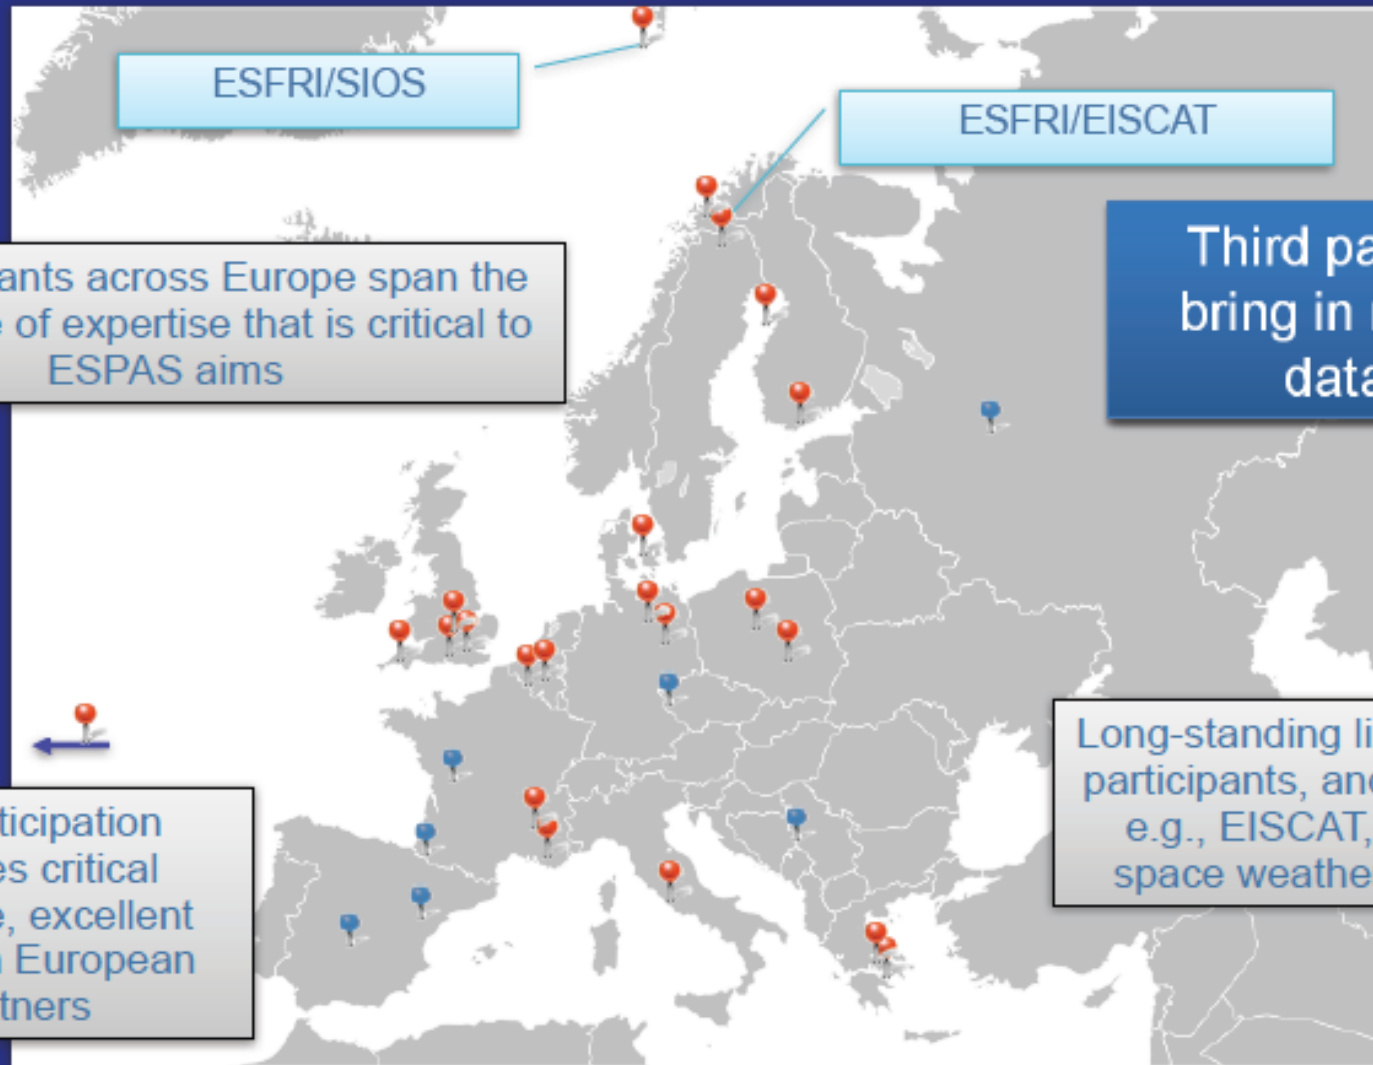 ESFRI/SIOS
ESFRI/EISCAT
ants across Europe span the
of expertise that is critical to
ESPAS aims
Third pa
bring in
data
ticipation
es critical
e, excellent
European
tners
Long-standing li
participants, and
e.g., EISCAT,
space weathe